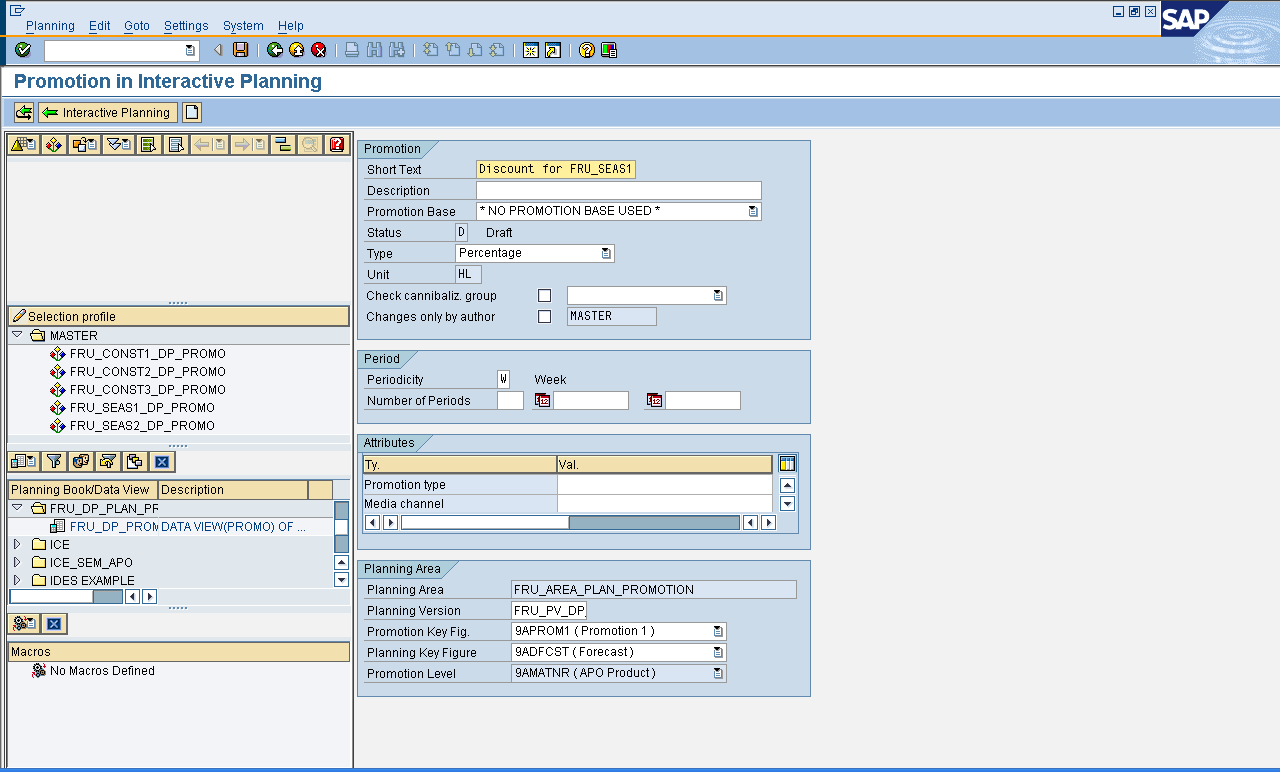 Planning Edit Goto Settings System Help
SAP
Promotion in Interactive Planning
Interactive Planning
Promotion
Short Text Discount for FRU_SEAS1
Description
Promotion Base * NO PROMOTION BASE USED *
Status D Draft
Type Percentage
Unit HL
Check cannibaliz. group
Changes only by author MASTER
Selection profile
MASTER
FRU_CONST1_DP_PROMO
FRU_CONST2_DP_PROMO
FRU_CONST3_DP_PROMO
FRU_SEAS1_DP_PROMO
FRU_SEAS2_DP_PROMO
Period
Periodicity W Week
Number of Periods
Attributes
Ty. Val.
Promotion type
Media channel
Planning Book/Data View Description
FRU_DP_PLAN_PF
FRU_DP_PROM DATA VIEW(PROMO) OF ...
ICE
ICE_SEM_APO
IDES EXAMPLE
Planning Area
Planning Area FRU_AREA_PLAN_PROMOTION
Planning Version FRU_PV_DP
Promotion Key Fig. 9APROM1 ( Promotion 1 )
Planning Key Figure 9ADFCST ( Forecast )
Promotion Level 9AMATNR ( APO Product )
Macros
No Macros Defined